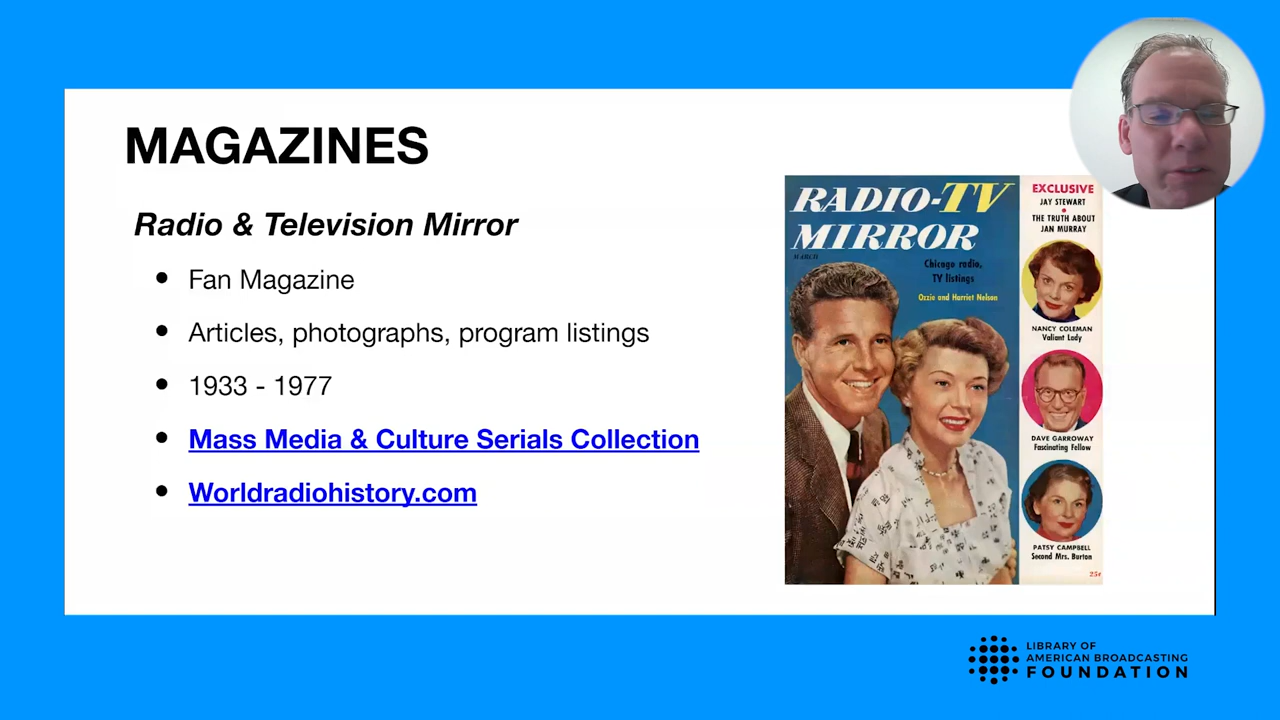 MAGAZINES
Radio & Television Mirror
• Fan Magazine
• Articles, photographs, program listings
• 1933 - 1977
• Mass Media & Culture Serials Collection
• Worldradiohistory.com
RADIO-TV
MIRROR
MARCH
Chicago radio,
TV listings
Ozzie and Harriet Nelson
EXCLUSIVE
JAY STEWART
•
THE TRUTH ABOUT
JAN MURRAY
NANCY COLEMAN
Valiant Lady
DAVE GARROWAY
Fascinating Fellow
PATSY CAMPBELL
Second Mrs. Burton
25¢
LIBRARY OF
AMERICAN BROADCASTING
FOUNDATION